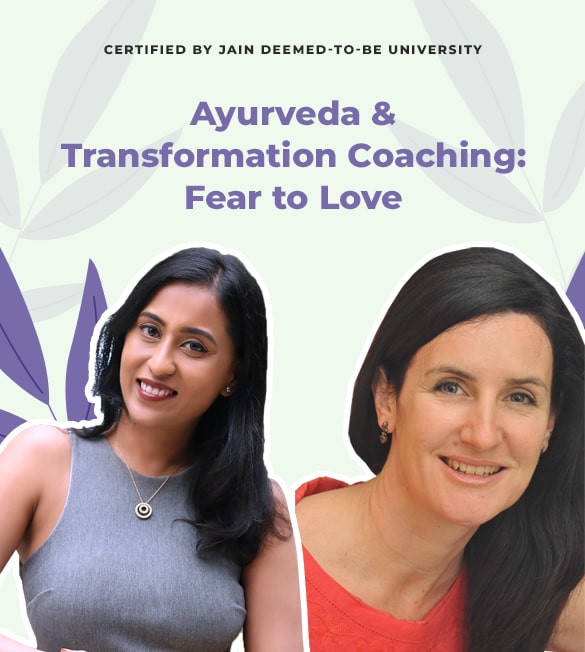 CERTIFIED BY JAIN DEEMED-TO-BE UNIVERSITY
Ayurveda &
Transformation Coaching:
Fear to Love